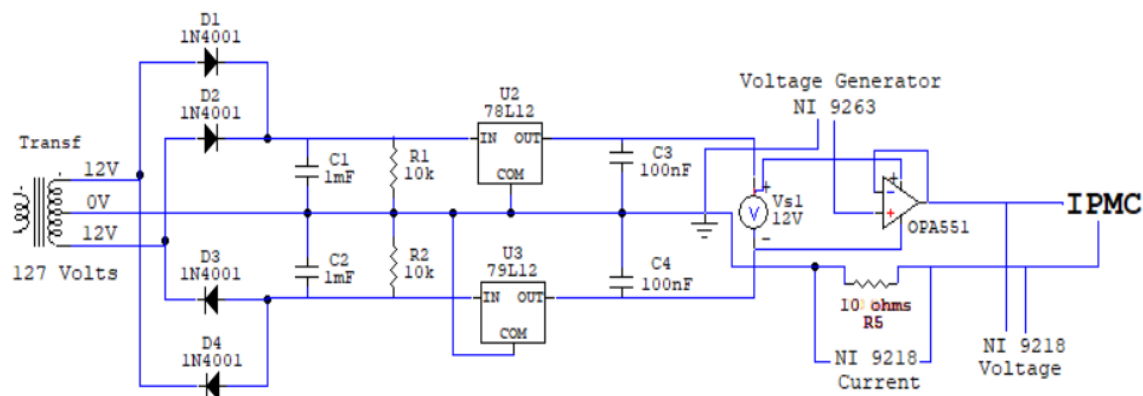 D1
1N4001
D2
1N4001
Transf
12V
0V
12V
127 Volts
D3
1N4001
D4
1N4001
C1
1mF
C2
1mF
R1
10k
R2
10k
U2
78L12
IN OUT
COM
U3
79L12
IN OUT
COM
C3
100nF
C4
100nF
Voltage Generator
NI 9263
+
Vs1
V
12V
-
+
-
+
OPA551
IPMC
10 ohms
R5
NI 9218
Current
NI 9218
Voltage